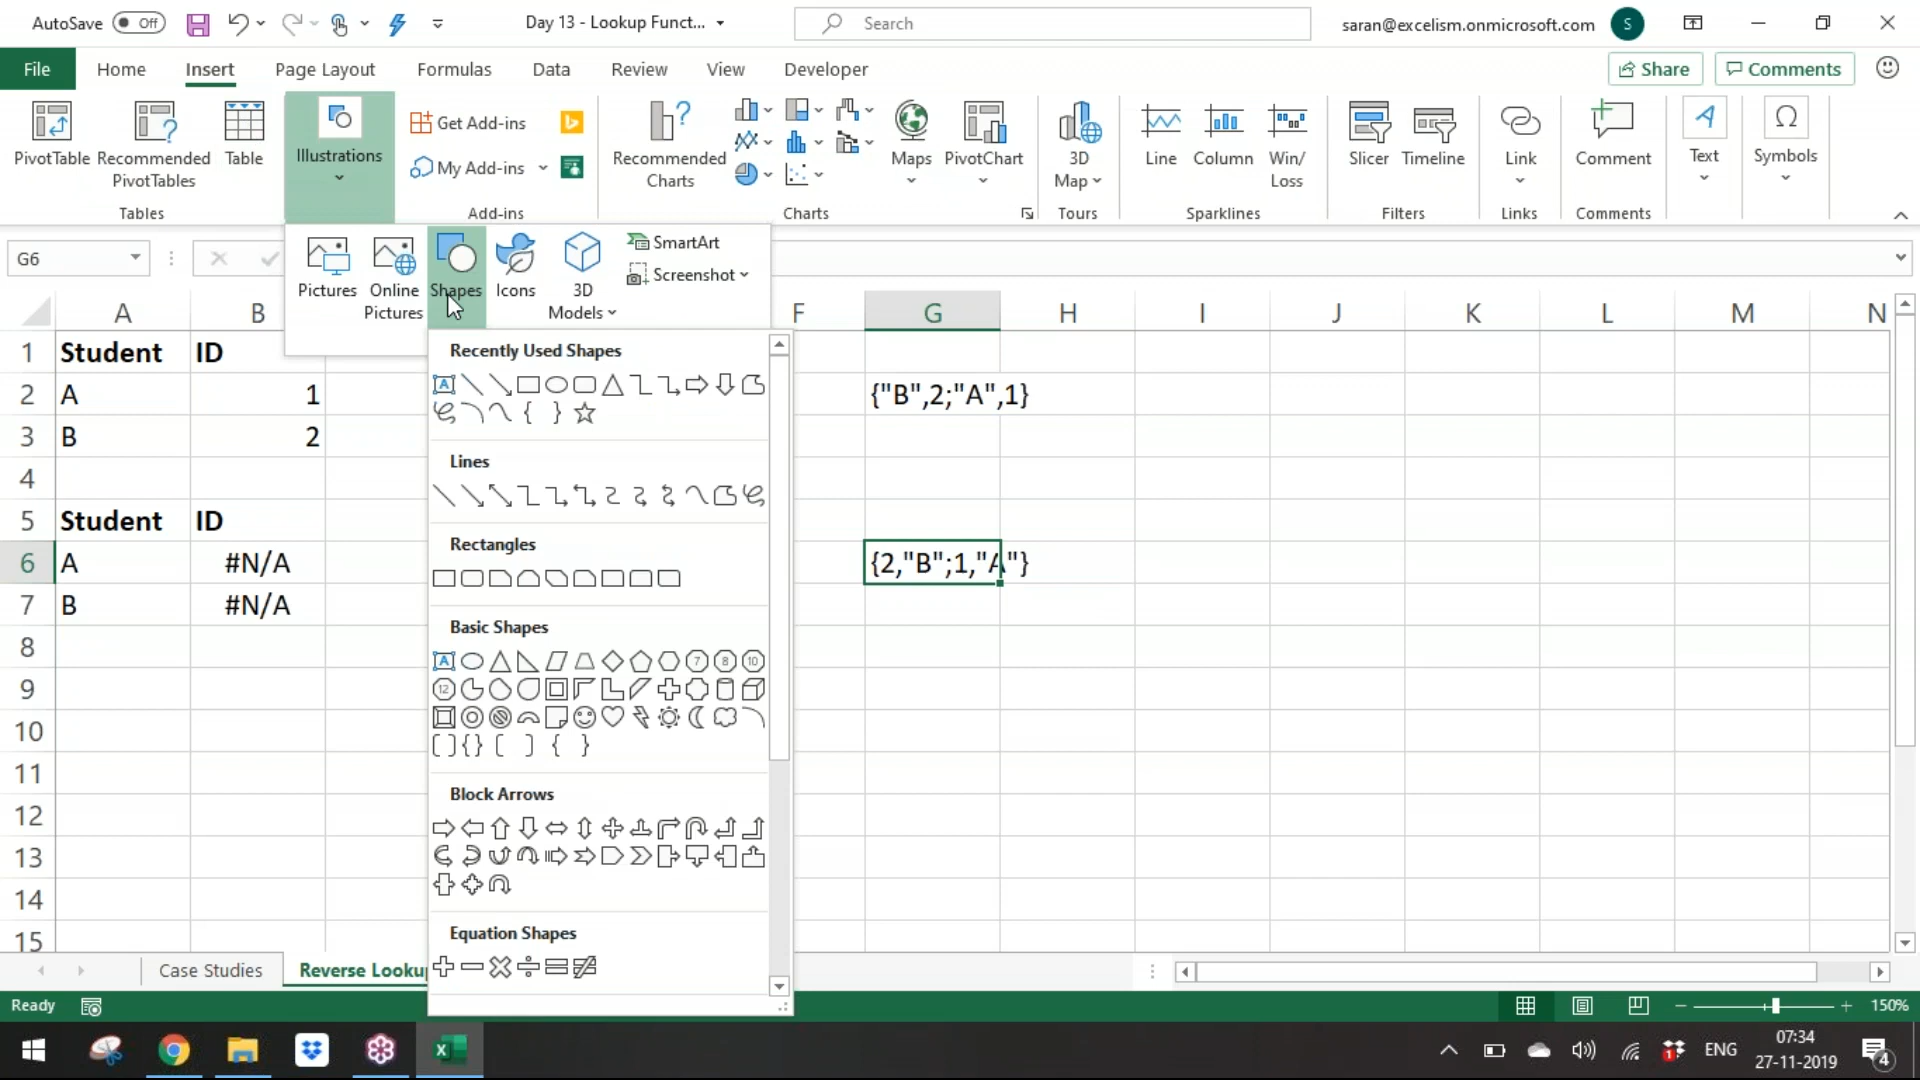 AutoSave Off Day 13 - Lookup Funct... Search saran@excelism.onmicrosoft.com S
File Home Insert Page Layout Formulas Data Review View Developer Share Comments
PivotTable Recommended PivotTables Table Illustrations Get Add-ins My Add-ins Recommended Charts Maps PivotChart 3D Map Line Column Win/Loss Slicer Timeline Link Comment Text Symbols
Tables Add-ins Charts Tours Sparklines Filters Links Comments
G6
Pictures Online Pictures Shapes Icons 3D Models SmartArt Screenshot
A B F G H I J K L M N
1 Student ID
2 A 1 {"B",2;"A",1}
3 B 2
4
5 Student ID
6 A #N/A {2,"B";1,"A"}
7 B #N/A
8
9
10
11
12
13
14
15
Recently Used Shapes
Lines
Rectangles
Basic Shapes
7 8 10
12
Block Arrows
Equation Shapes
Case Studies Reverse Looku
Ready 150%
ENG 07:34
27-11-2019
1 4